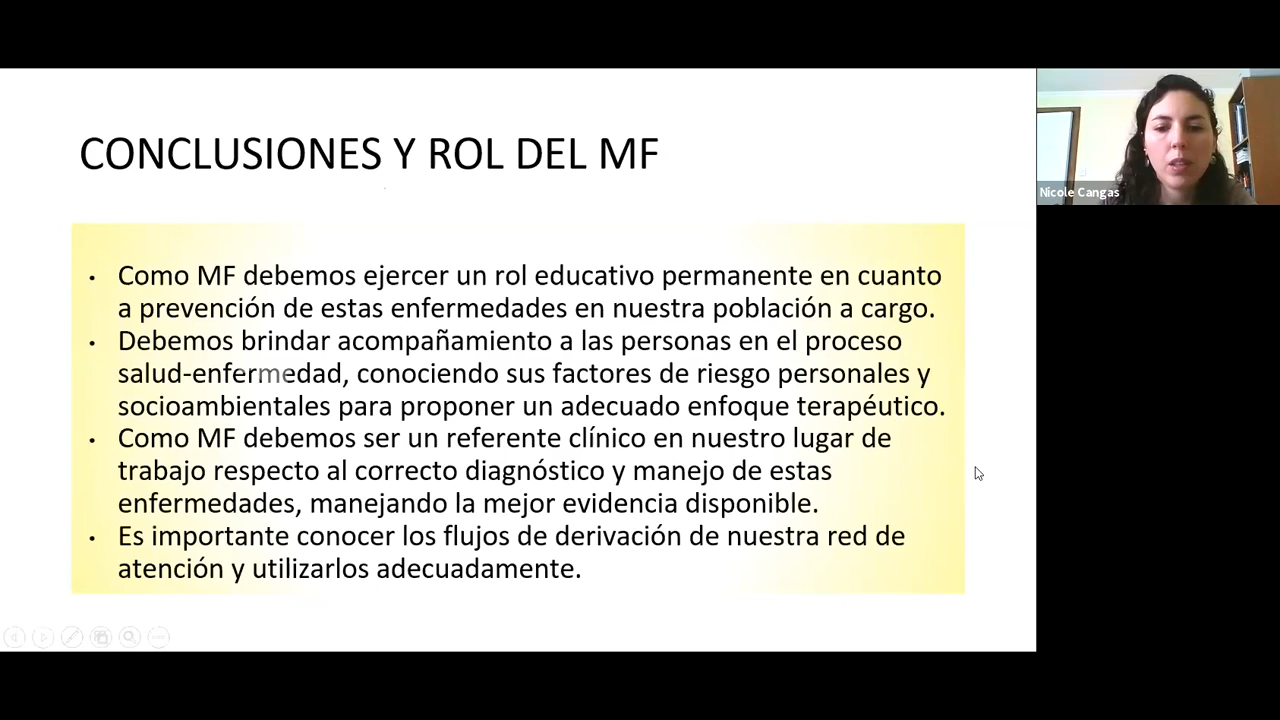 CONCLUSIONES Y ROL DEL MF
Nicole Cangas
• Como MF debemos ejercer un rol educativo permanente en cuanto
a prevención de estas enfermedades en nuestra población a cargo.
• Debemos brindar acompañamiento a las personas en el proceso
salud-enfermedad, conociendo sus factores de riesgo personales y
socioambientales para proponer un adecuado enfoque terapéutico.
• Como MF debemos ser un referente clínico en nuestro lugar de
trabajo respecto al correcto diagnóstico y manejo de estas
enfermedades, manejando la mejor evidencia disponible.
• Es importante conocer los flujos de derivación de nuestra red de
atención y utilizarlos adecuadamente.